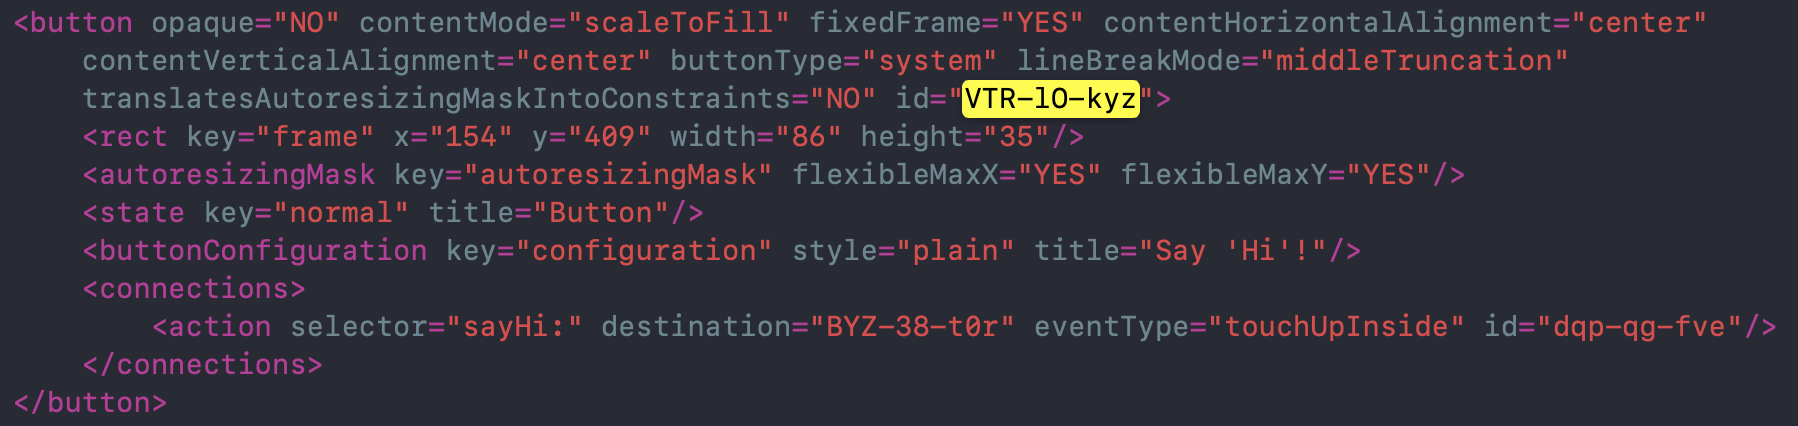 <button opaque="NO" contentMode="scaleToFill" fixedFrame="YES" contentHorizontalAlignment="center"
contentVerticalAlignment="center" buttonType="system" lineBreakMode="middleTruncation"
translatesAutoresizingMaskIntoConstraints="NO" id="VTR-lO-kyz">
<rect key="frame" x="154" y="409" width="86" height="35"/>
<autoresizingMask key="autoresizingMask" flexibleMaxX="YES" flexibleMaxY="YES"/>
<state key="normal" title="Button"/>
<buttonConfiguration key="configuration" style="plain" title="Say 'Hi'!"/>
<connections>
<action selector="sayHi:" destination="BYZ-38-t0r" eventType="touchUpInside" id="dqp-qg-fve"/>
</connections>
</button>